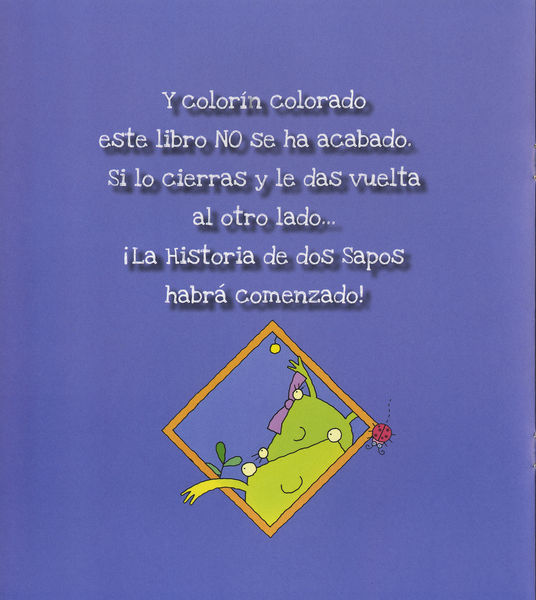 Y colorín colorado
este libro NO se ha acabado.
Si lo cierras y le das vuelta
al otro lado...
¡La Historia de dos Sapos
habrá comenzado!